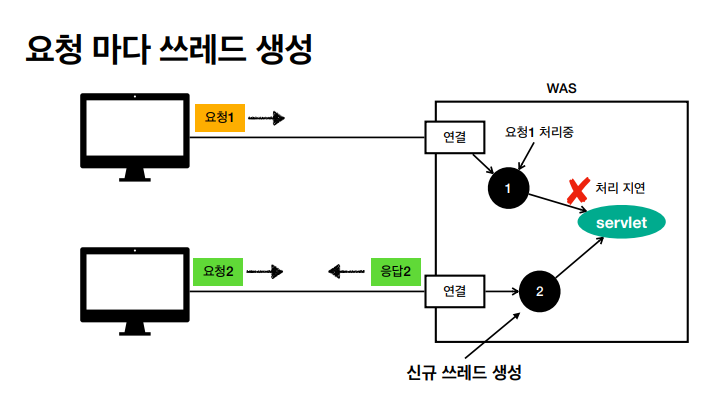 요청 마다 쓰레드 생성
WAS
요청1
연결
요청1 처리중
1
처리 지연
servlet
요청2
응답2
연결
2
신규 쓰레드 생성